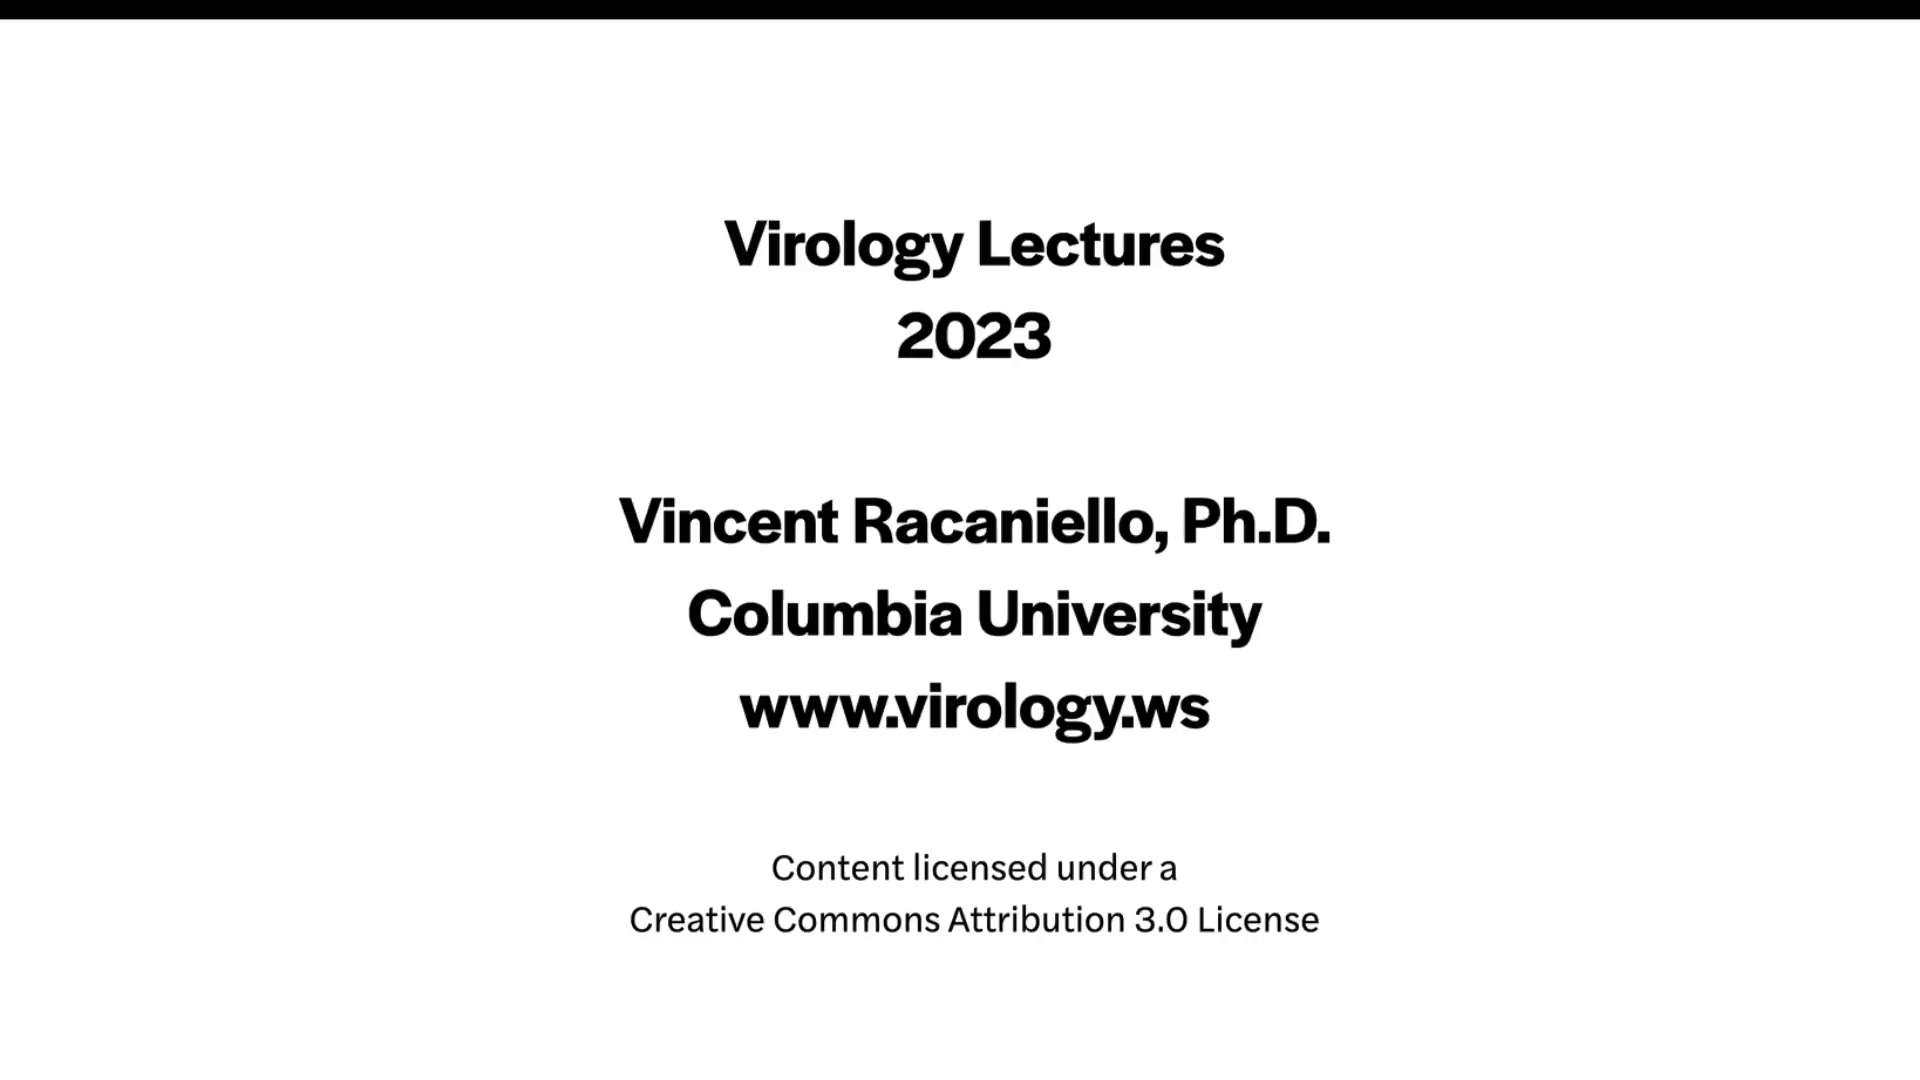 Virology Lectures
2023
Vincent Racaniello, Ph.D.
Columbia University
www.virology.ws
Content licensed under a
Creative Commons Attribution 3.0 License